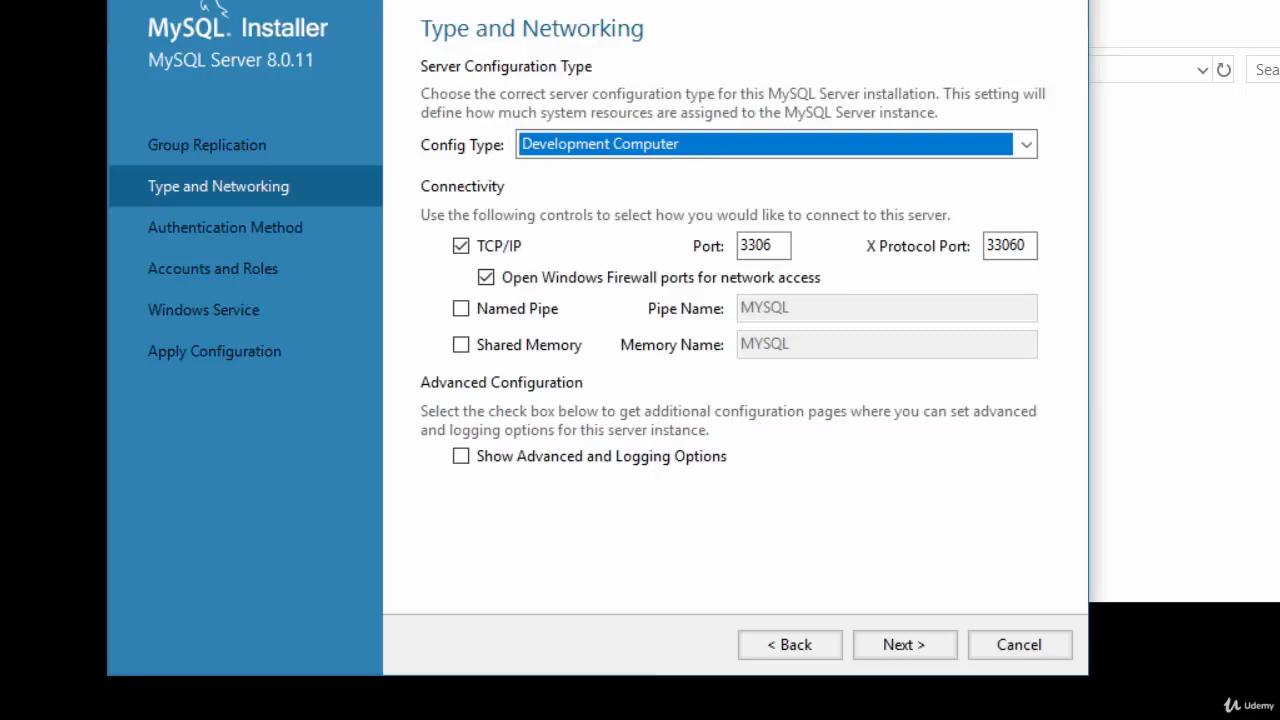 MySQL. Installer
MySQL Server 8.0.11
Group Replication
Type and Networking
Authentication Method
Accounts and Roles
Windows Service
Apply Configuration
Type and Networking
Server Configuration Type
Choose the correct server configuration type for this MySQL Server installation. This setting will
define how much system resources are assigned to the MySQL Server instance.
Config Type: Development Computer
Connectivity
Use the following controls to select how you would like to connect to this server.
TCP/IP Port: 3306 X Protocol Port: 33060
Open Windows Firewall ports for network access
Named Pipe Pipe Name: MYSQL
Shared Memory Memory Name: MYSQL
Advanced Configuration
Select the check box below to get additional configuration pages where you can set advanced
and logging options for this server instance.
Show Advanced and Logging Options
< Back Next > Cancel
Sea
Udemy